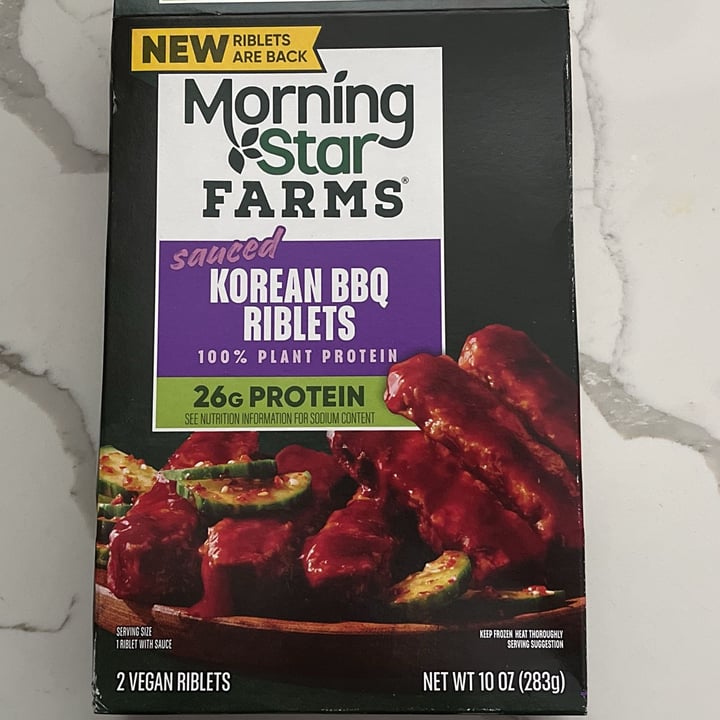 NEW RIBLETS
ARE BACK
Morning
Star
FARMS®
sauced
KOREAN BBQ
RIBLETS
100% PLANT PROTEIN
26G PROTEIN
SEE NUTRITION INFORMATION FOR SODIUM CONTENT
SERVING SIZE
1 RIBLET WITH SAUCE
KEEP FROZEN HEAT THOROUGHLY
SERVING SUGGESTION
2 VEGAN RIBLETS
NET WT 10 OZ (283g)